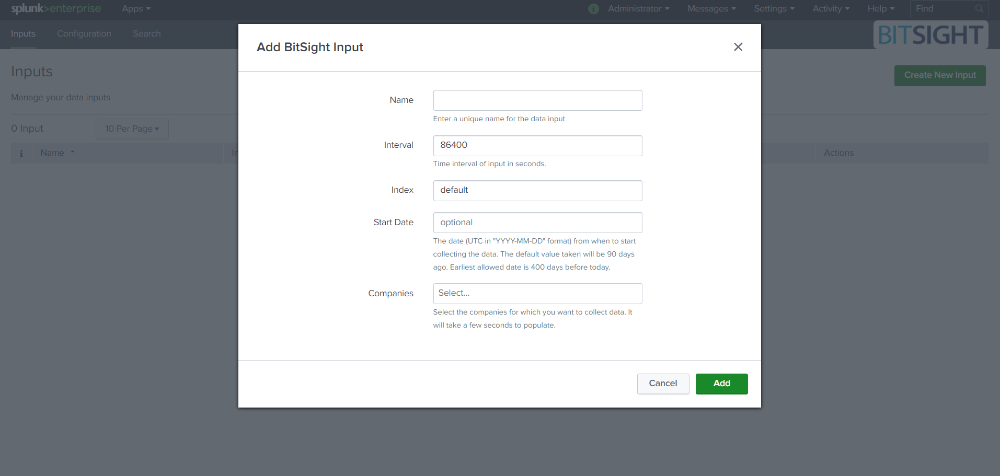 splunk>enterprise Apps Administrator Messages Settings Activity Help Find
Inputs Configuration Search BITSIGHT
Add BitSight Input
Inputs
Create New Input
Manage your data inputs
Name
Enter a unique name for the data input
0 Input 10 Per Page
Interval 86400
i Name In Actions
Time interval of input in seconds.
Index default
Start Date optional
The date (UTC in "YYYY-MM-DD" format) from when to start
collecting the data. The default value taken will be 90 days
ago. Earliest allowed date is 400 days before today.
Companies Select...
Select the companies for which you want to collect data. It
will take a few seconds to populate.
Cancel Add